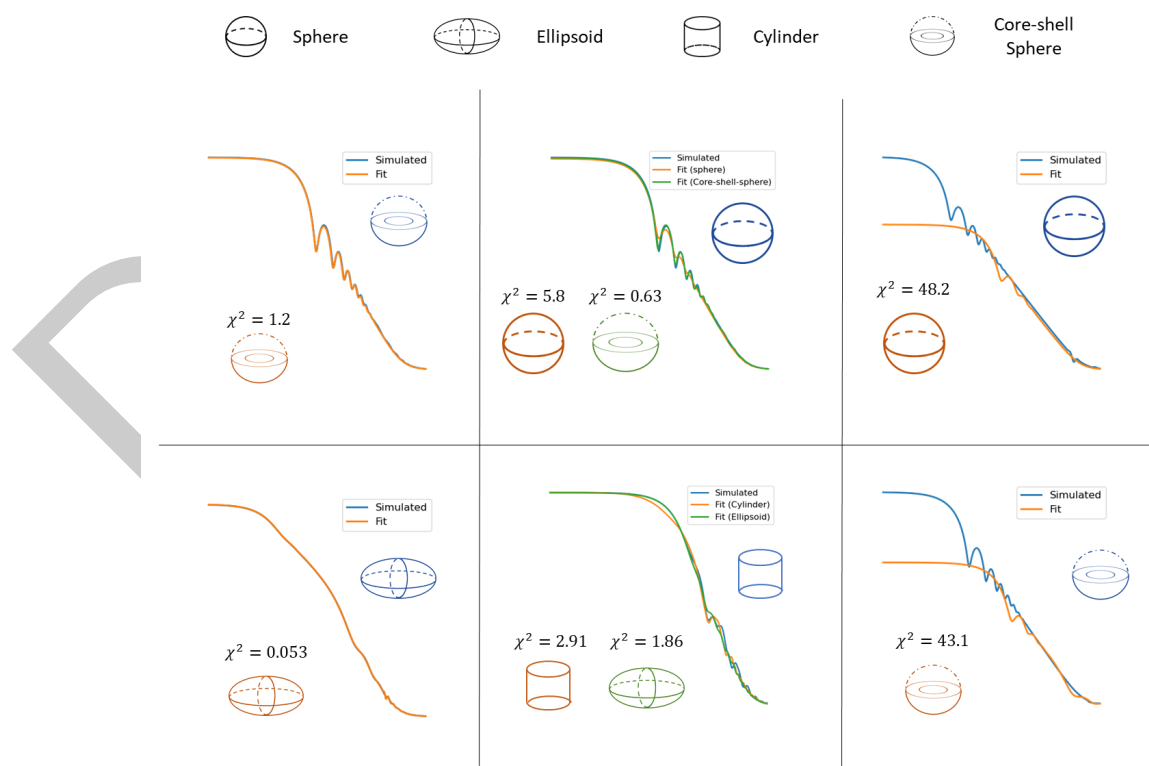 Sphere
Ellipsoid
Cylinder
Core-shell
Sphere
Simulated
Fit
χ² = 1.2
Simulated
Fit (sphere)
Fit (Core-shell-sphere)
χ² = 5.8
χ² = 0.63
Simulated
Fit
χ² = 48.2
Simulated
Fit
χ² = 0.053
Simulated
Fit (Cylinder)
Fit (Ellipsoid)
χ² = 2.91
χ² = 1.86
Simulated
Fit
χ² = 43.1